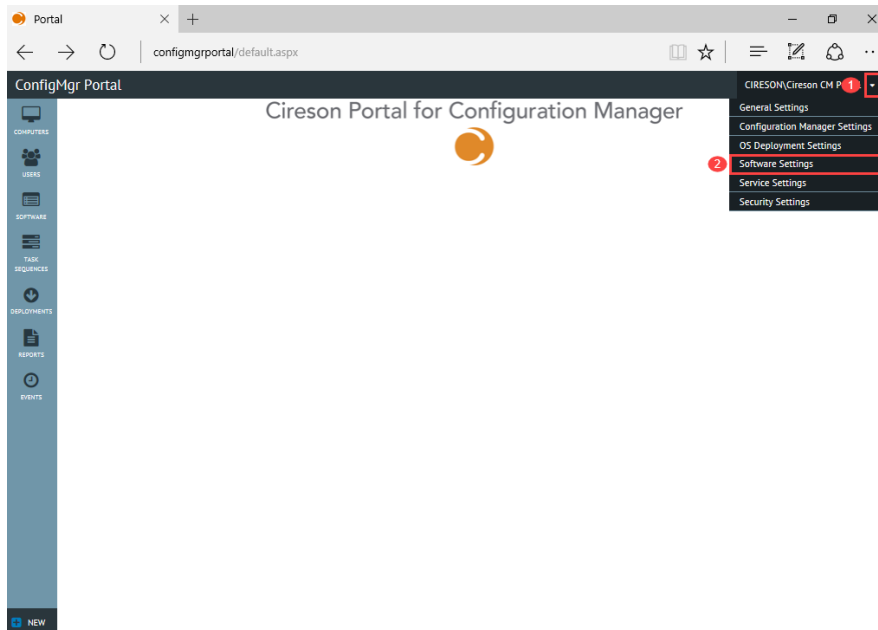 Portal
configmgrportal/default.aspx
ConfigMgr Portal
CIRESON\Cireson CM P
1
Cireson Portal for Configuration Manager
General Settings
Configuration Manager Settings
OS Deployment Settings
2
Software Settings
Service Settings
Security Settings
COMPUTERS
USERS
SOFTWARE
TASK
SEQUENCES
DEPLOYMENTS
REPORTS
EVENTS
NEW